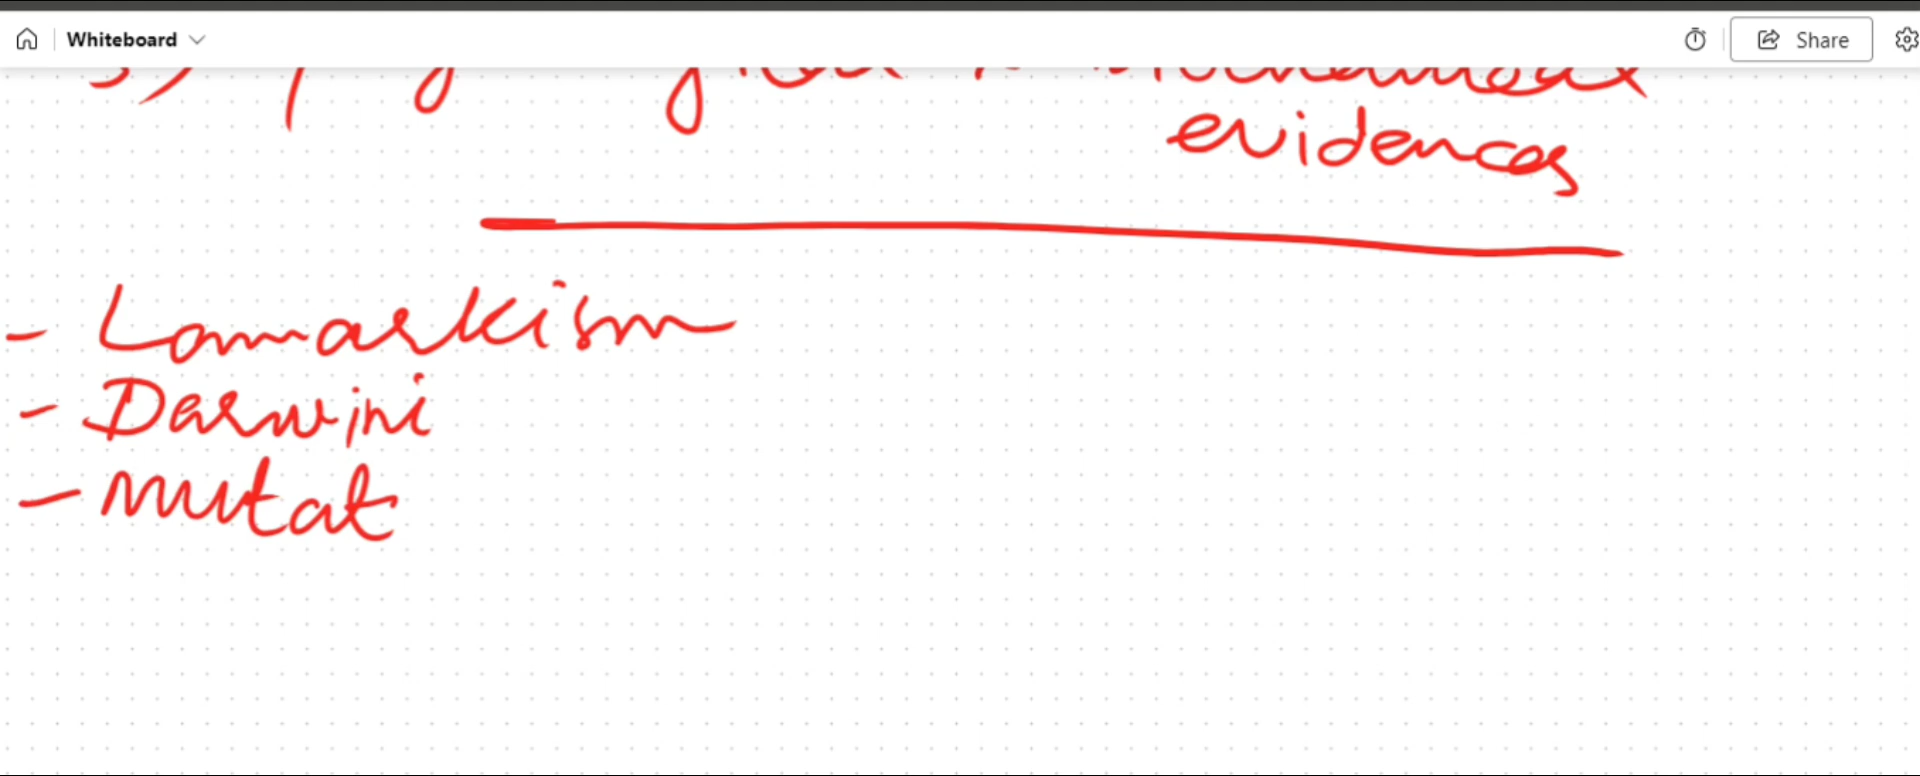 Whiteboard
Share
evidences
- Lamarkism
- Darwini
- mutat